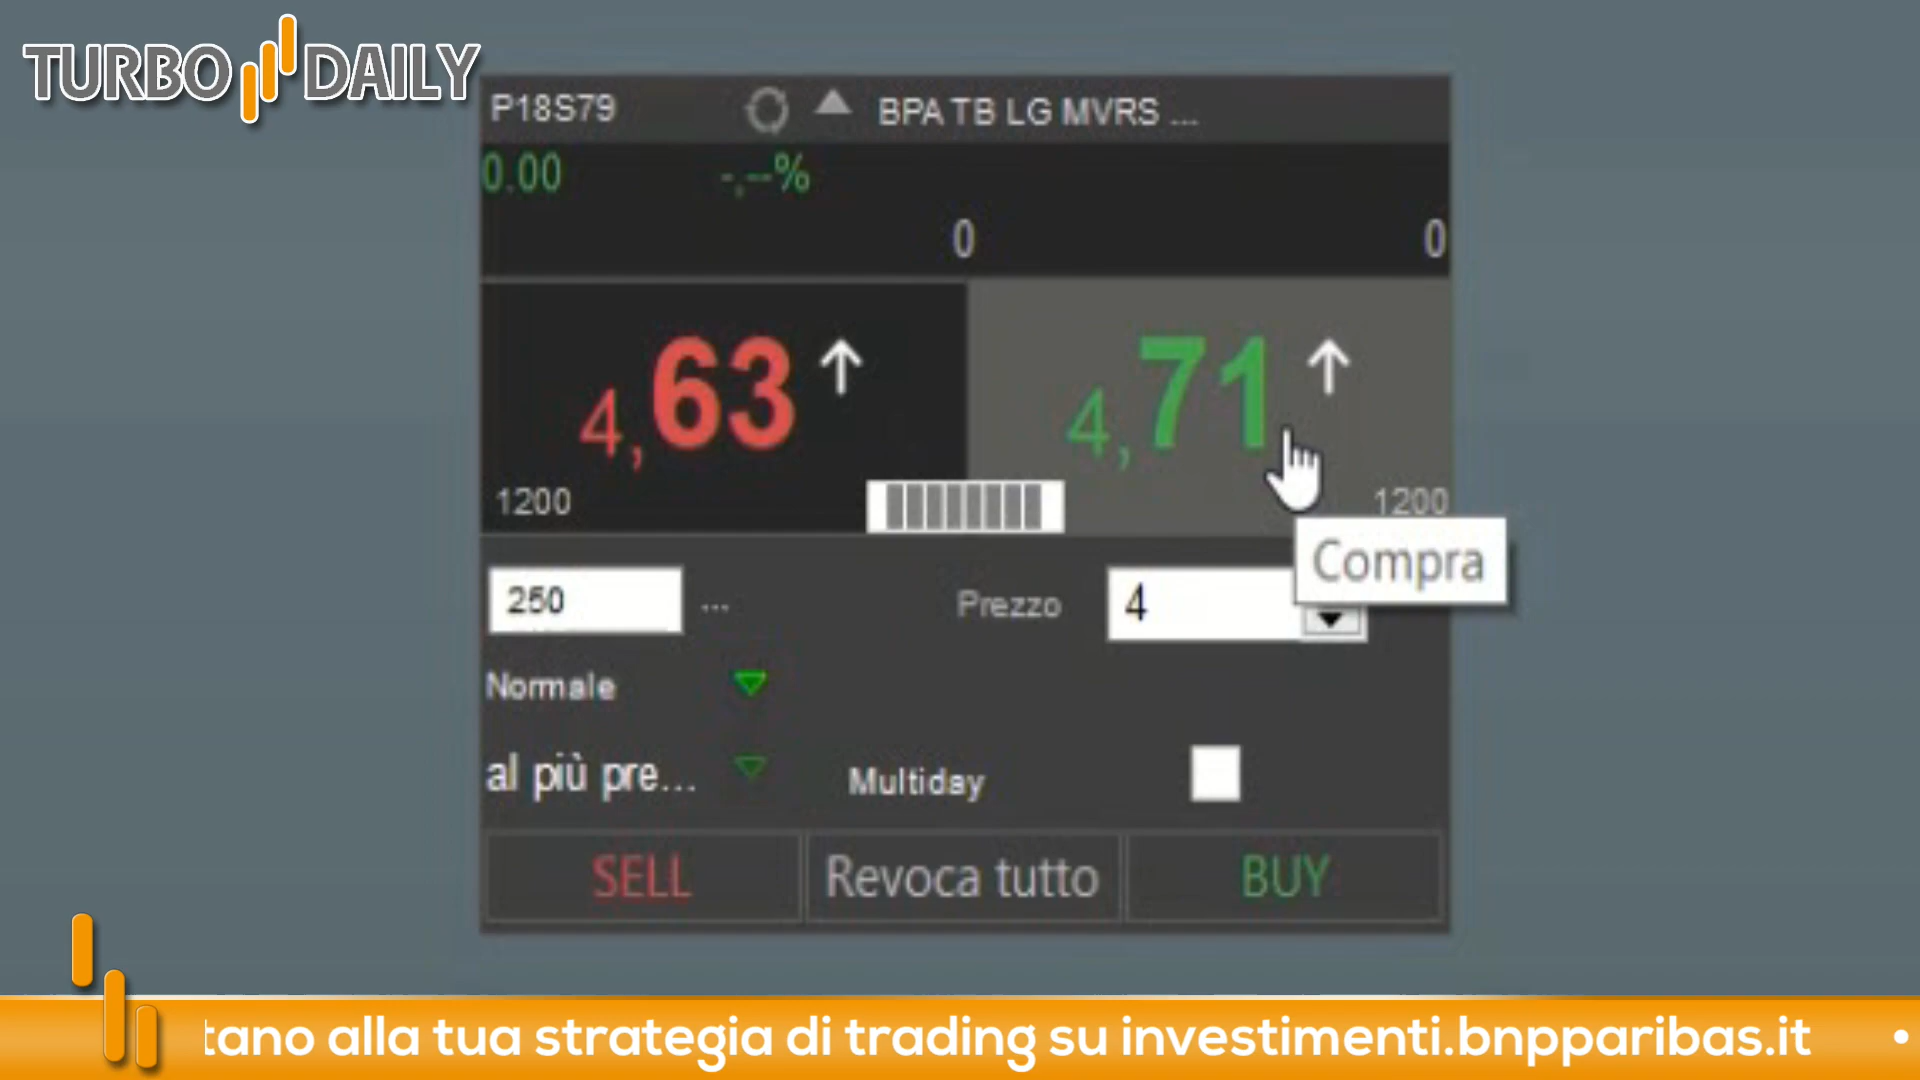 TURBO DAILY
P18S79 BPA TB LG MVRS ...
0.00 -,--%
0 0
4,63 4,71
1200 1200
Compra
250 ... Prezzo 4
Normale
al più pre... Multiday
SELL Revoca tutto BUY
tano alla tua strategia di trading su investimenti.bnpparibas.it •